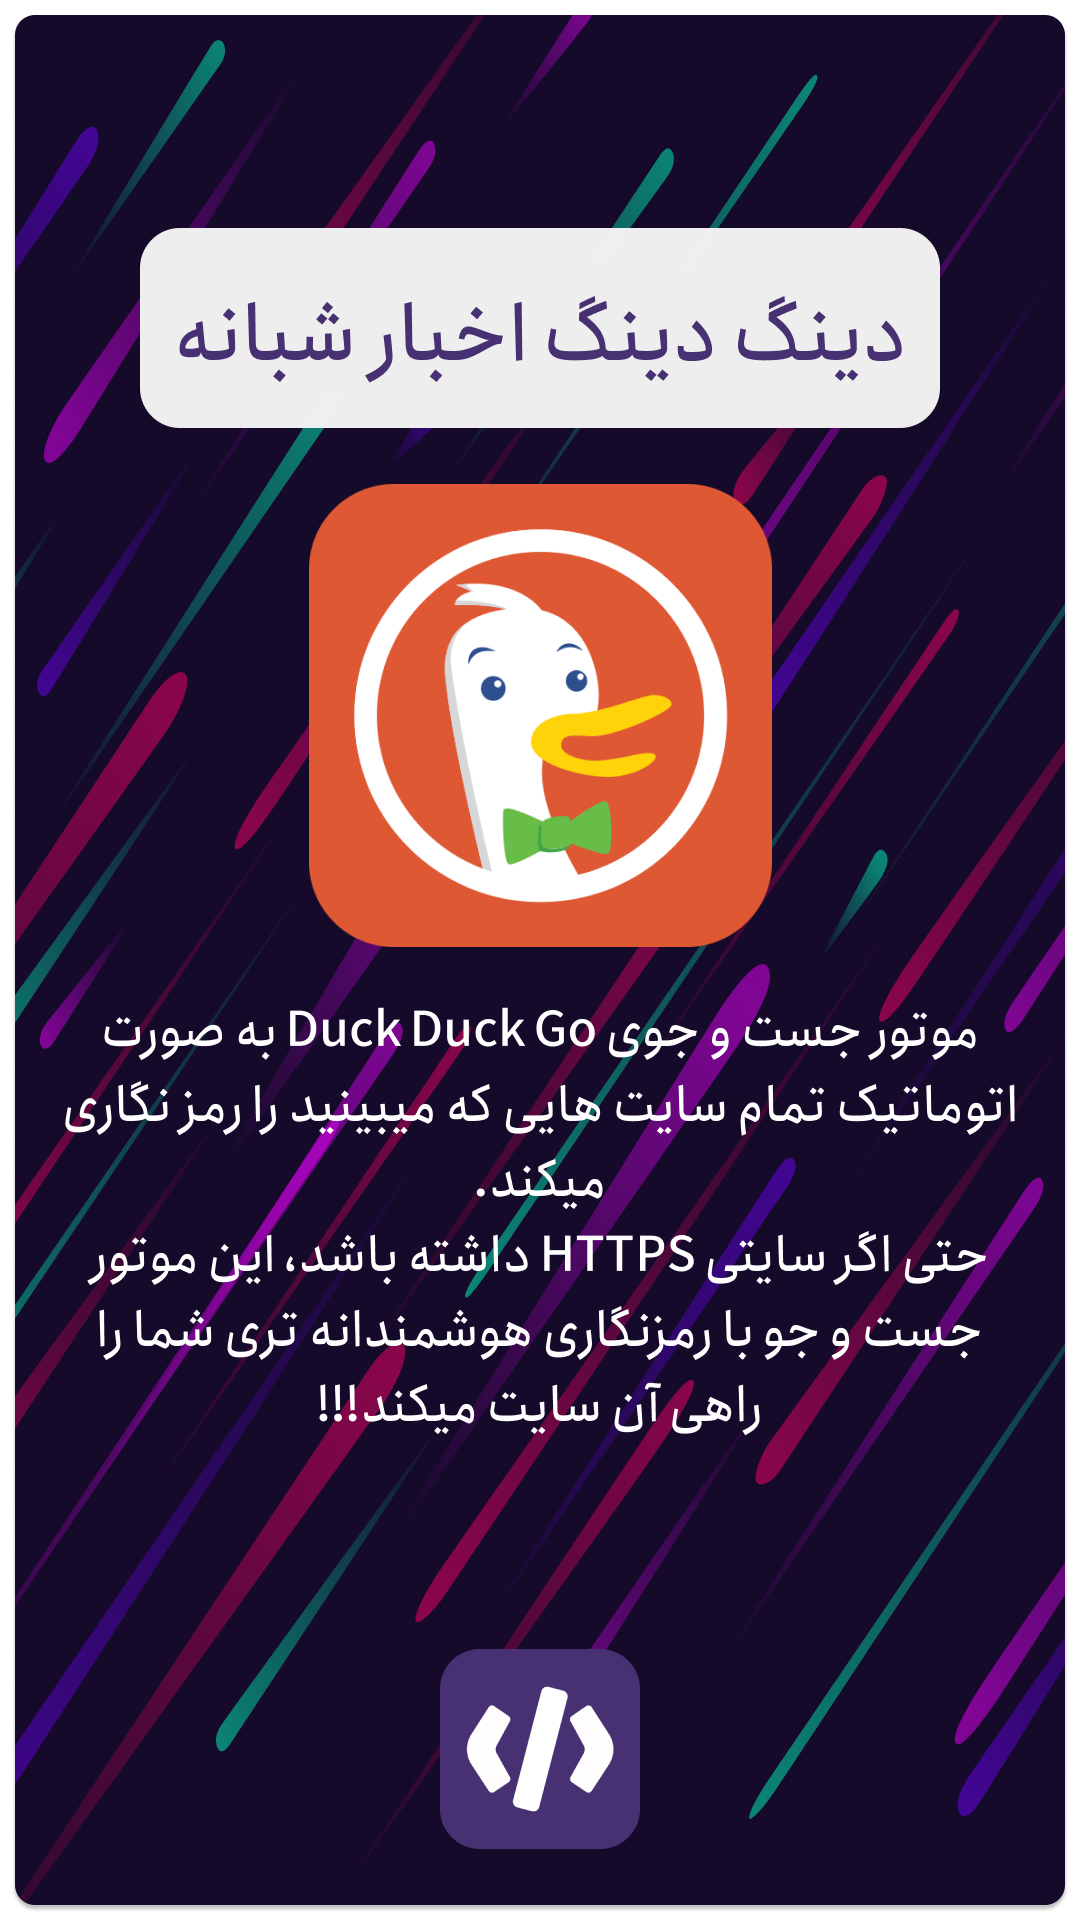 دینگ دینگ اخبار شبانه
موتور جست و جوی Duck Duck Go به صورت
اتوماتیک تمام سایت هایی که میبینید را رمز نگاری
میکند.
حتی اگر سایتی HTTPS داشته باشد، این موتور
جست و جو با رمزنگاری هوشمندانه تری شما را
راهی آن سایت میکند!!!